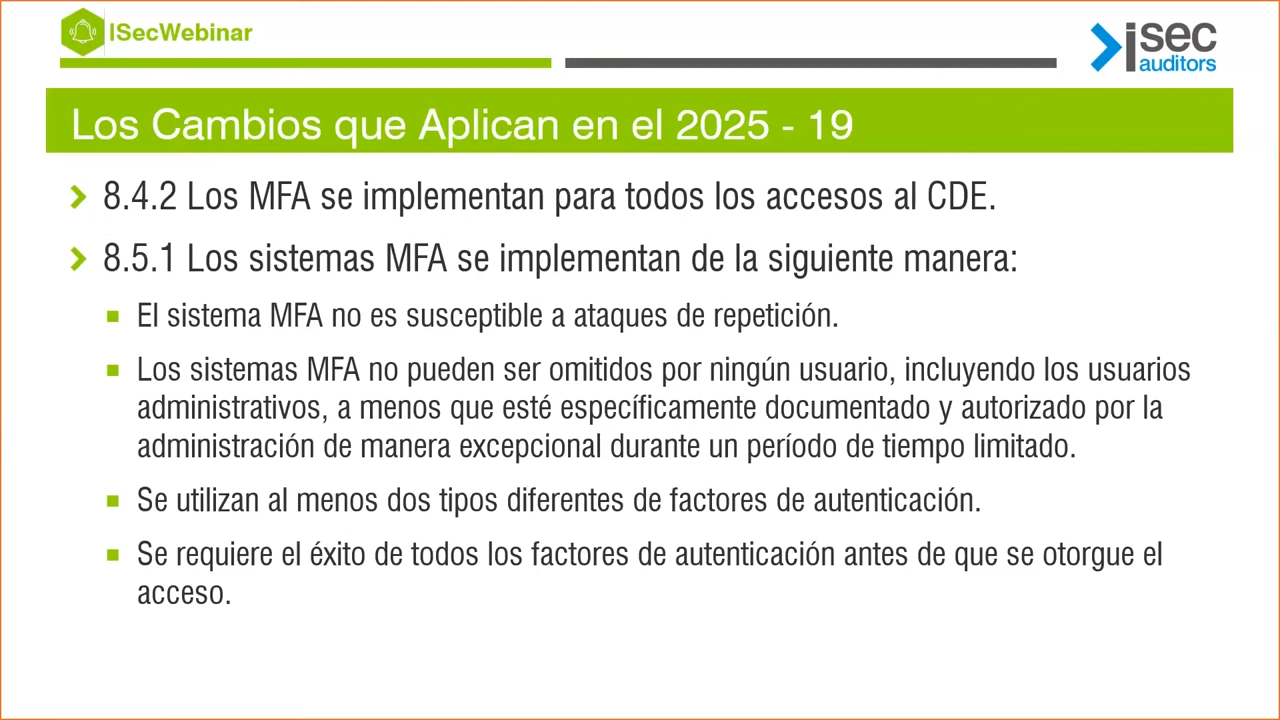 ISecWebinar
isec
auditors
Los Cambios que Aplican en el 2025 - 19
8.4.2 Los MFA se implementan para todos los accesos al CDE.
8.5.1 Los sistemas MFA se implementan de la siguiente manera:
El sistema MFA no es susceptible a ataques de repetición.
Los sistemas MFA no pueden ser omitidos por ningún usuario, incluyendo los usuarios
administrativos, a menos que esté específicamente documentado y autorizado por la
administración de manera excepcional durante un período de tiempo limitado.
Se utilizan al menos dos tipos diferentes de factores de autenticación.
Se requiere el éxito de todos los factores de autenticación antes de que se otorgue el
acceso.